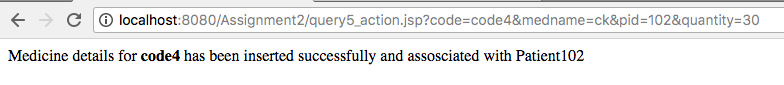 localhost:8080/Assignment2/query5_action.jsp?code=code4&medname=ck&pid=102&quantity=30
Medicine details for code4 has been inserted successfully and assosciated with Patient102